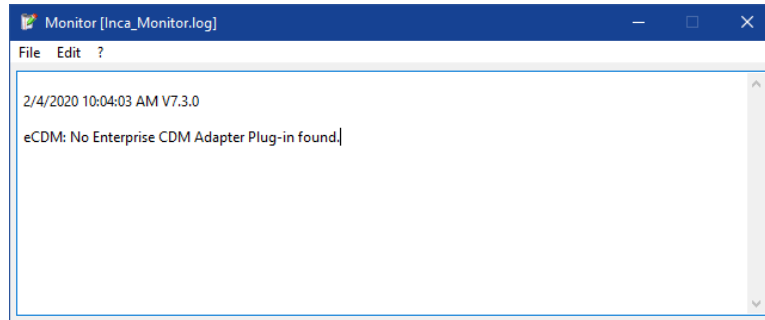 Monitor [Inca_Monitor.log]
File Edit ?
2/4/2020 10:04:03 AM V7.3.0
eCDM: No Enterprise CDM Adapter Plug-in found.